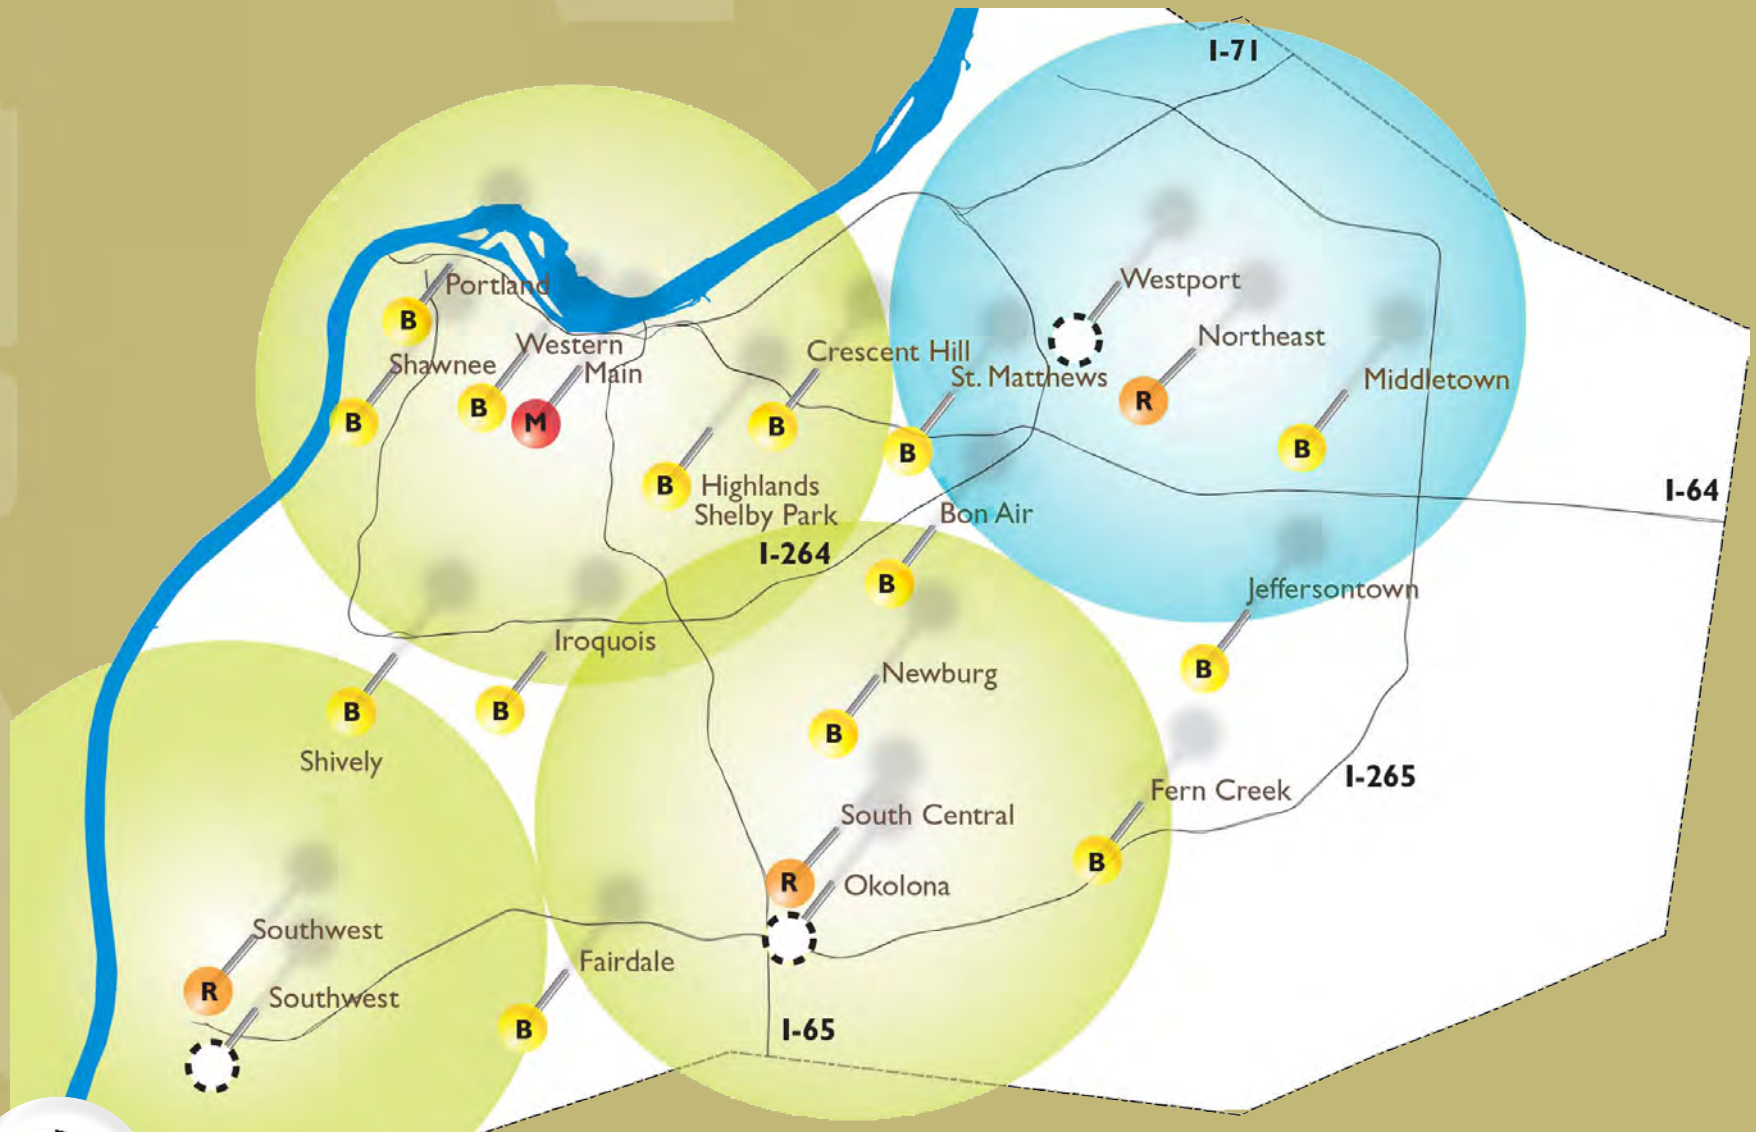 I-71
Westport
Portland
B
Northeast
Western
Crescent Hill
Shawnee
Main
St. Matthews
Middletown
B
B
M
B
R
B
B
I-64
B
Highlands
Shelby Park
Bon Air
I-264
B
Jeffersontown
Iroquois
B
Newburg
B
B
B
Shively
I-265
Fern Creek
South Central
B
R
Okolona
Southwest
Fairdale
R
Southwest
B
I-65